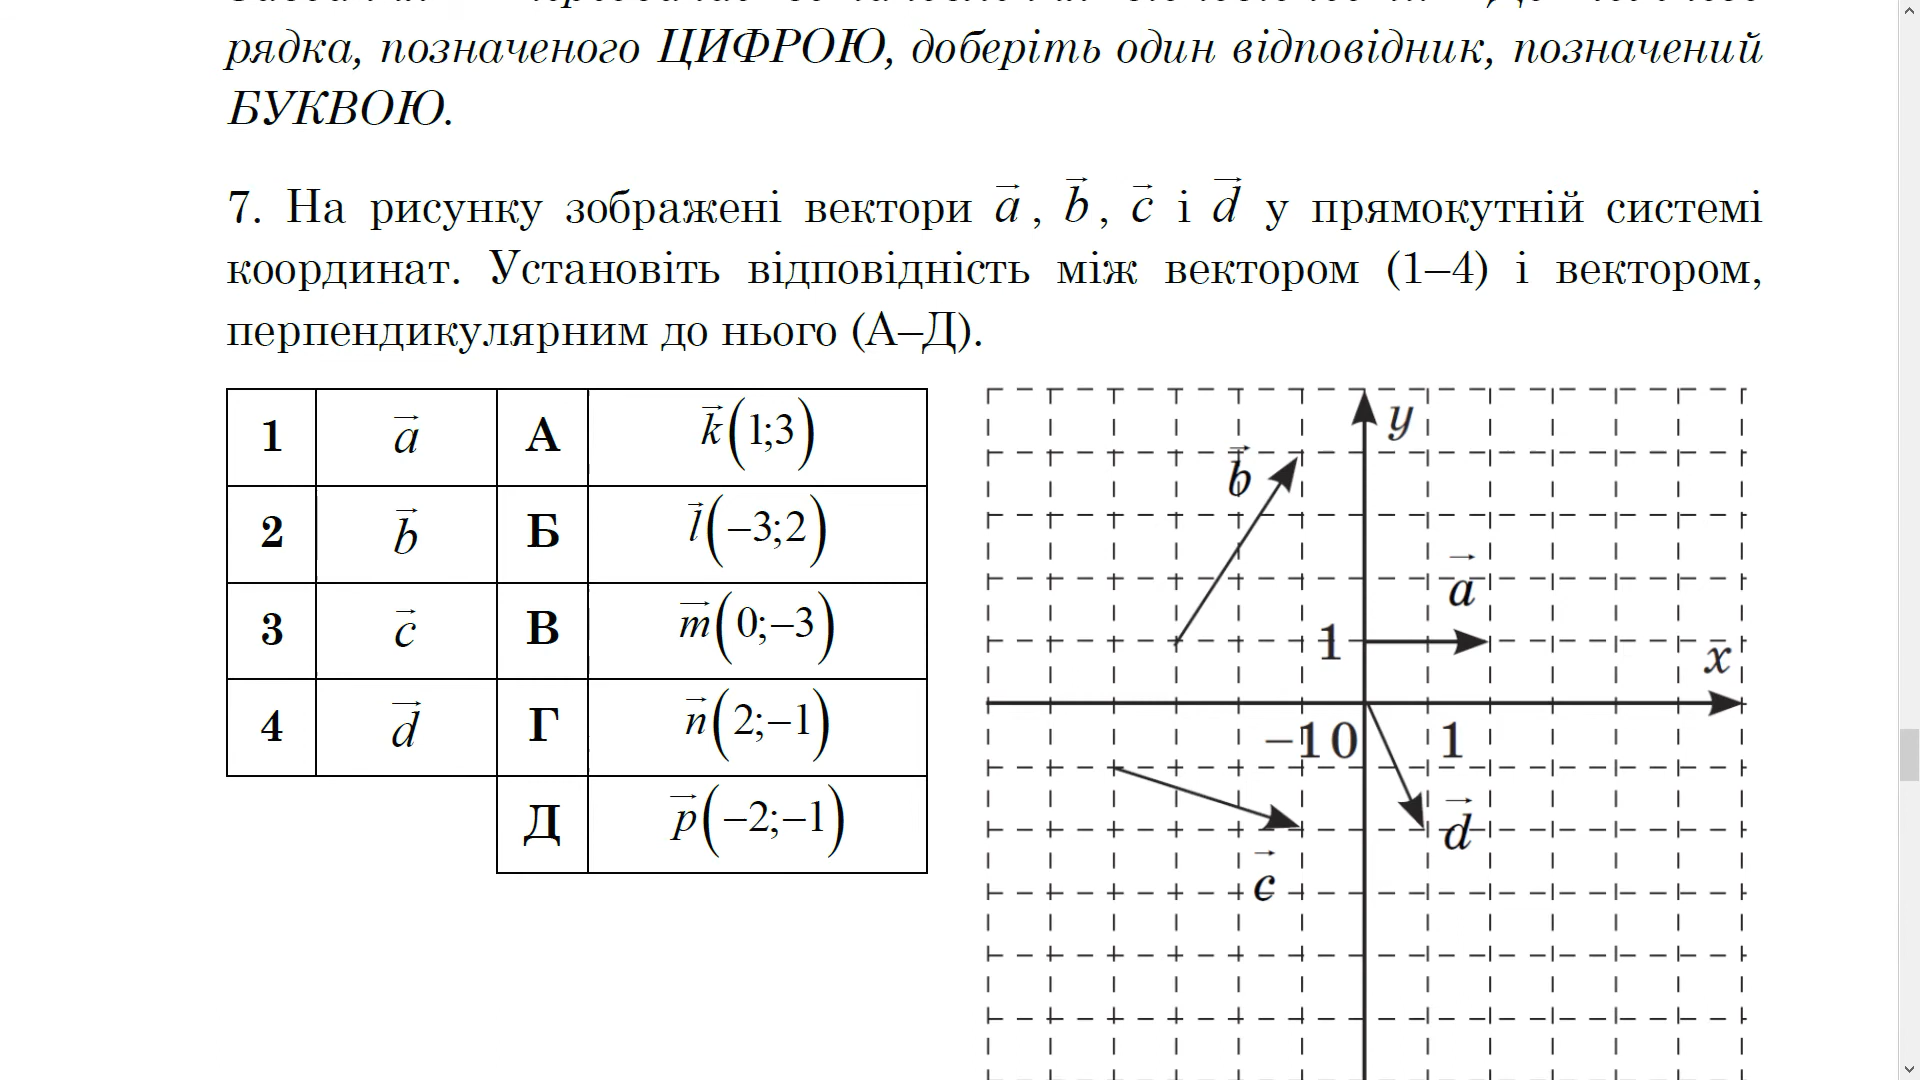 рядка, позначеного ЦИФРОЮ, доберіть один відповідник, позначений
БУКВОЮ.
7. На рисунку зображені вектори a⃗, b⃗, c⃗ і d⃗ у прямокутній системі
координат. Установіть відповідність між вектором (1–4) і вектором,
перпендикулярним до нього (А–Д).
1 a⃗ А k⃗(1;3)
2 b⃗ Б l⃗(−3;2)
3 c⃗ В m⃗(0;−3)
4 d⃗ Г n⃗(2;−1)
Д p⃗(−2;−1)
y
b⃗
a⃗
1
x
−1 0 1
d⃗
c⃗